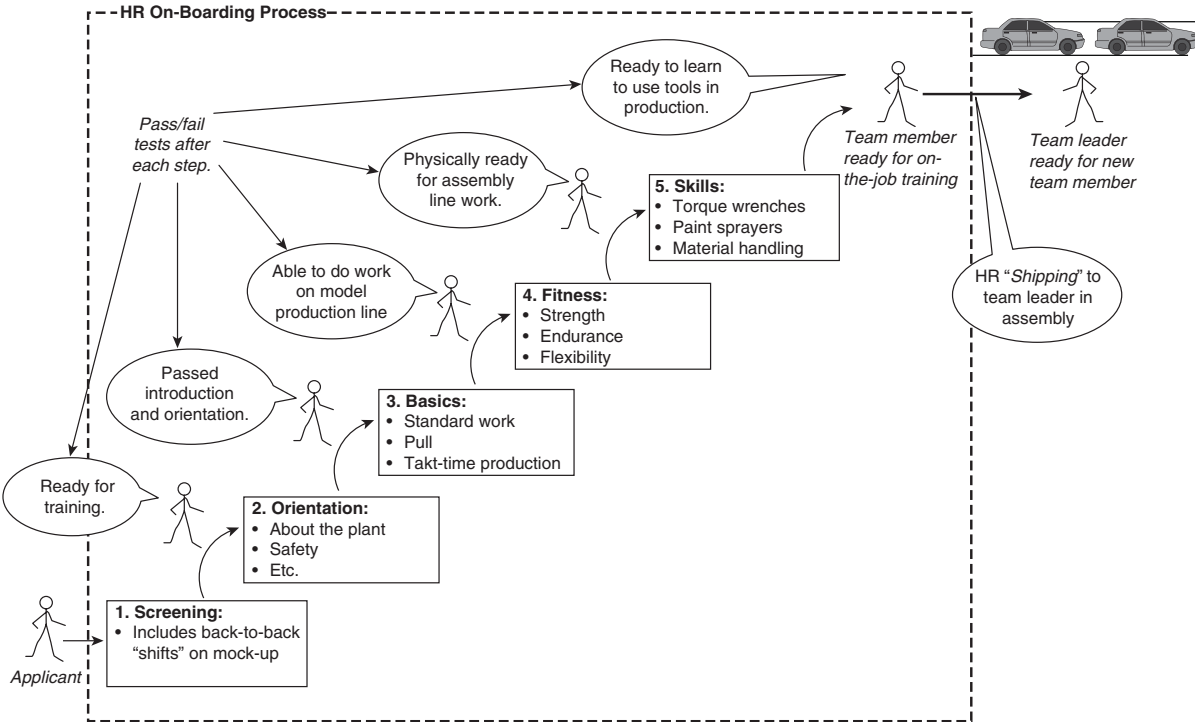 HR On-Boarding Process
Pass/fail
tests after
each step.
Ready to learn
to use tools in
production.
Team member
ready for on-
the-job training
Team leader
ready for new
team member
HR “Shipping” to
team leader in
assembly
Physically ready
for assembly
line work.
5. Skills:
• Torque wrenches
• Paint sprayers
• Material handling
Able to do work
on model
production line
4. Fitness:
• Strength
• Endurance
• Flexibility
Passed
introduction
and orientation.
3. Basics:
• Standard work
• Pull
• Takt-time production
Ready for
training.
2. Orientation:
• About the plant
• Safety
• Etc.
1. Screening:
• Includes back-to-back
“shifts” on mock-up
Applicant